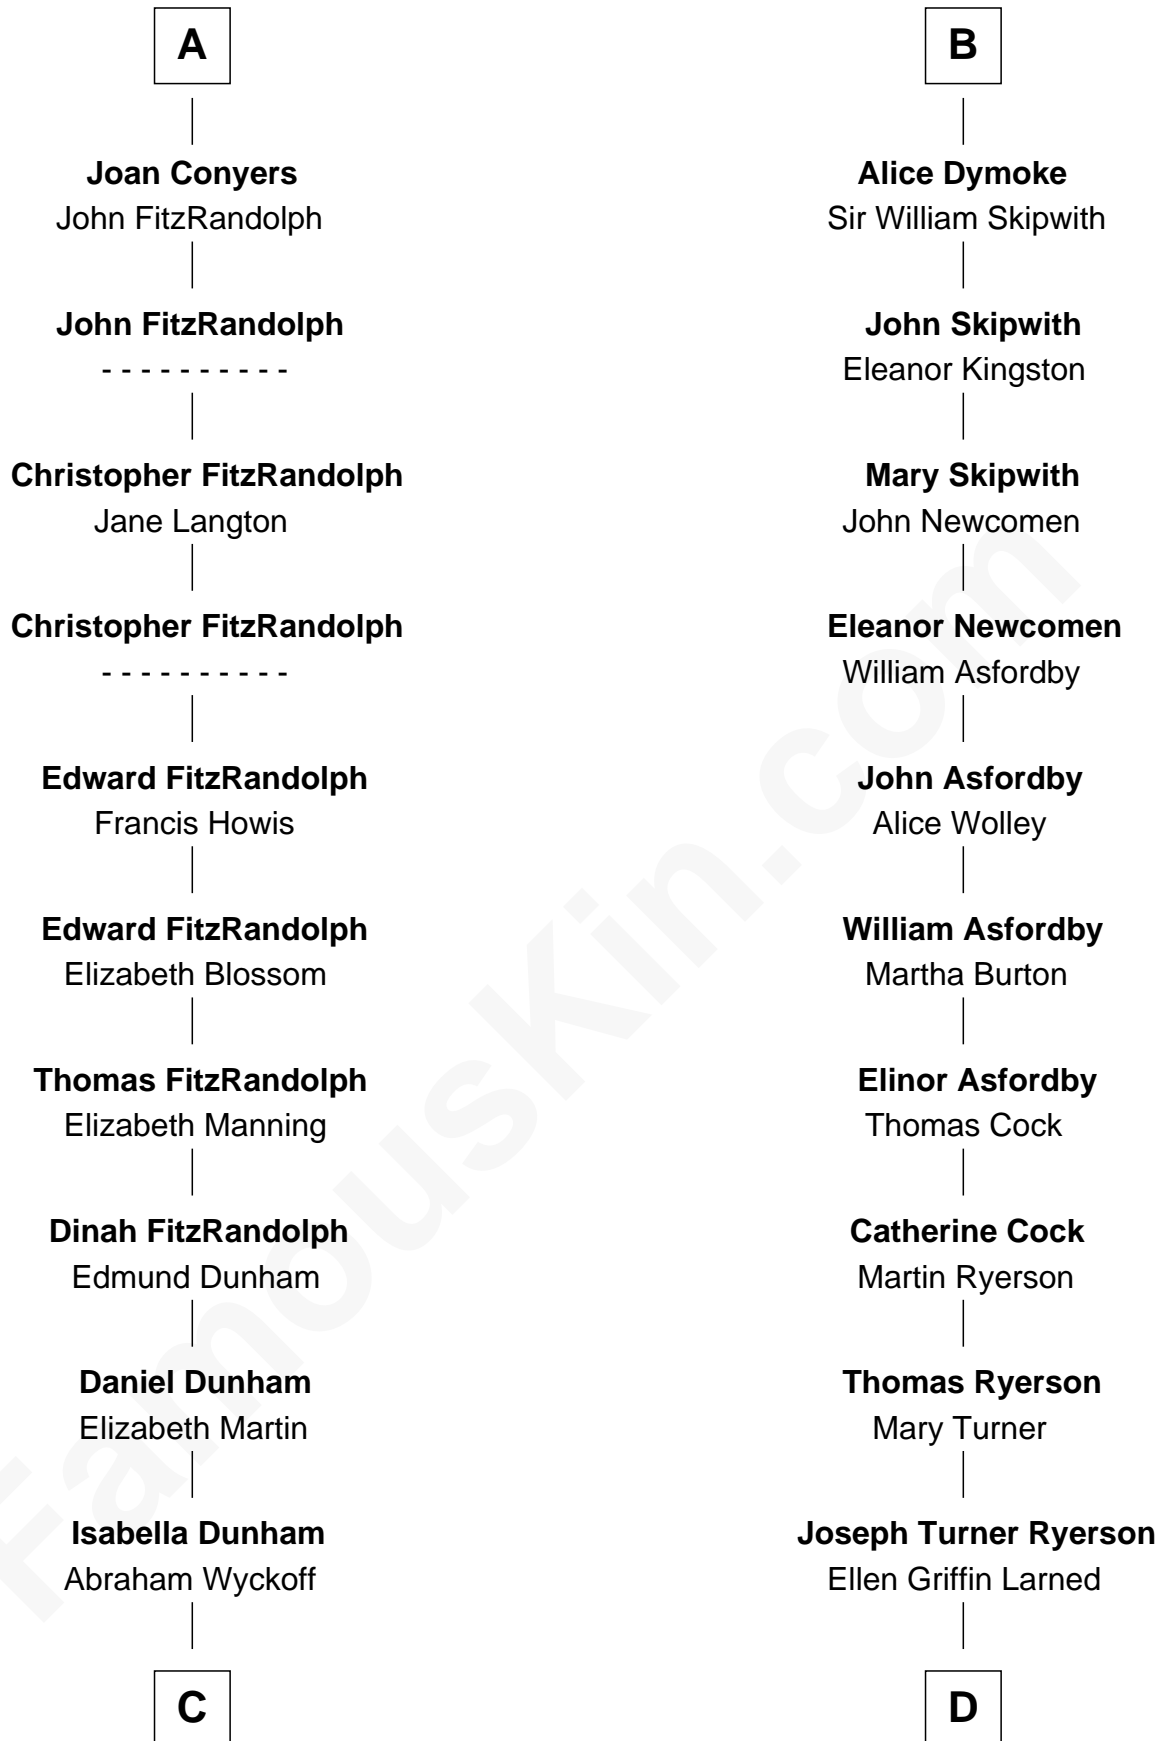 A
B
Joan Conyers
John FitzRandolph
Alice Dymoke
Sir William Skipwith
John FitzRandolph
- - - - - - - - - -
John Skipwith
Eleanor Kingston
Christopher FitzRandolph
Jane Langton
Mary Skipwith
John Newcomen
Christopher FitzRandolph
- - - - - - - - - -
Eleanor Newcomen
William Asfordby
Edward FitzRandolph
Francis Howis
John Asfordby
Alice Wolley
Edward FitzRandolph
Elizabeth Blossom
William Asfordby
Martha Burton
Thomas FitzRandolph
Elizabeth Manning
Elinor Asfordby
Thomas Cock
Dinah FitzRandolph
Edmund Dunham
Catherine Cock
Martin Ryerson
Daniel Dunham
Elizabeth Martin
Thomas Ryerson
Mary Turner
Isabella Dunham
Abraham Wyckoff
Joseph Turner Ryerson
Ellen Griffin Larned
C
D
FamousKin.com